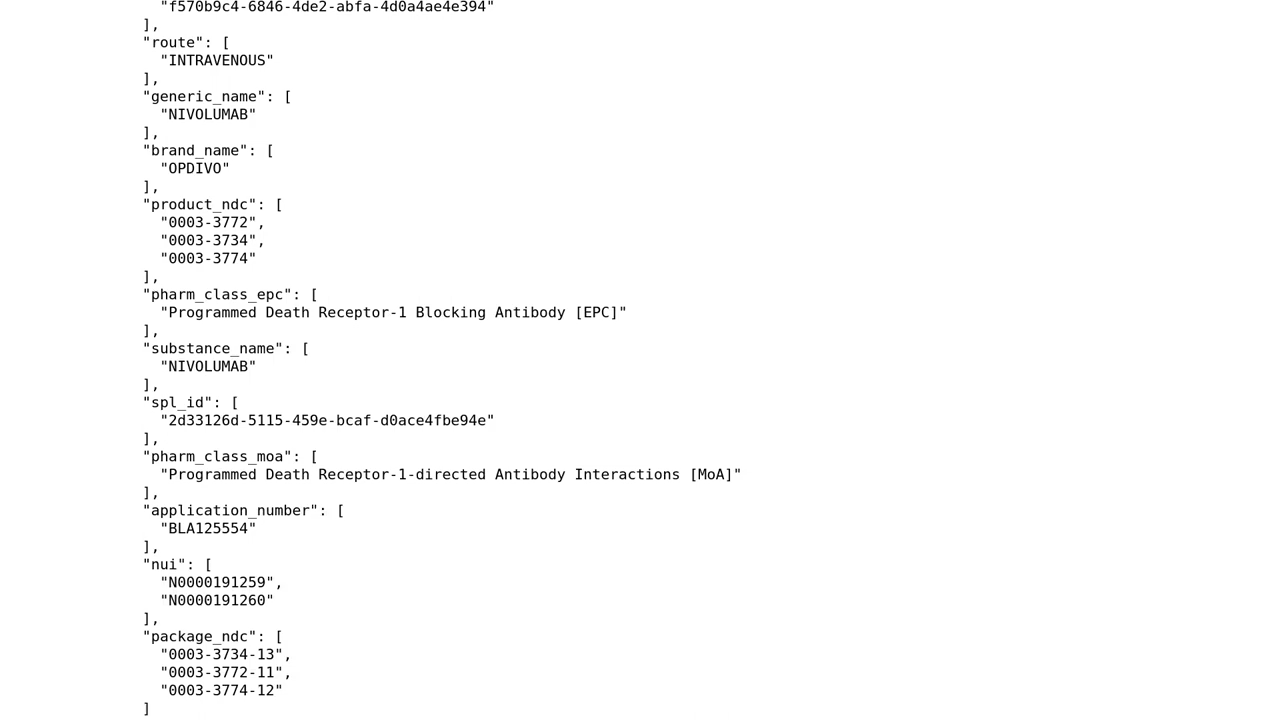 "f570b9c4-6846-4de2-abfa-4d0a4ae4e394"
],
"route": [
"INTRAVENOUS"
],
"generic_name": [
"NIVOLUMAB"
],
"brand_name": [
"OPDIVO"
],
"product_ndc": [
"0003-3772",
"0003-3734",
"0003-3774"
],
"pharm_class_epc": [
"Programmed Death Receptor-1 Blocking Antibody [EPC]"
],
"substance_name": [
"NIVOLUMAB"
],
"spl_id": [
"2d33126d-5115-459e-bcaf-d0ace4fbe94e"
],
"pharm_class_moa": [
"Programmed Death Receptor-1-directed Antibody Interactions [MoA]"
],
"application_number": [
"BLA125554"
],
"nui": [
"N0000191259",
"N0000191260"
],
"package_ndc": [
"0003-3734-13",
"0003-3772-11",
"0003-3774-12"
]